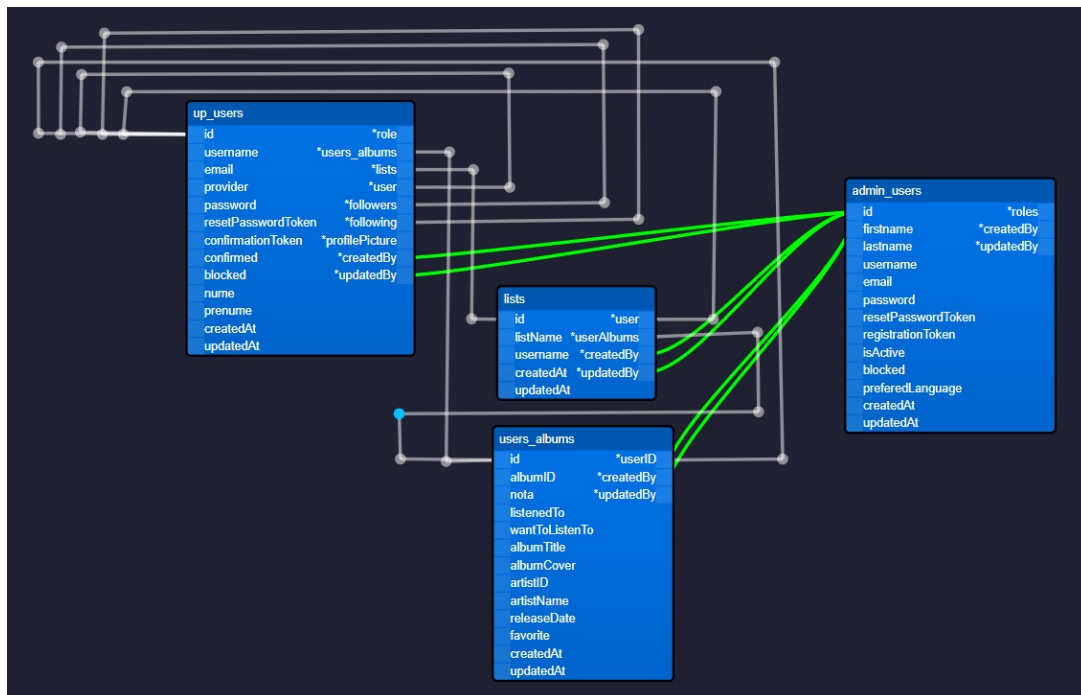 up_users
id *role
username *users_albums
email *lists
provider *user
password *followers
resetPasswordToken *following
confirmationToken *profilePicture
confirmed *createdBy
blocked *updatedBy
nume
prenume
createdAt
updatedAt
admin_users
id *roles
firstname *createdBy
lastname *updatedBy
username
email
password
resetPasswordToken
registrationToken
isActive
blocked
preferedLanguage
createdAt
updatedAt
lists
id *user
listName *userAlbums
username *createdBy
createdAt *updatedBy
updatedAt
users_albums
id *userID
albumID *createdBy
nota *updatedBy
listenedTo
wantToListenTo
albumTitle
albumCover
artistID
artistName
releaseDate
favorite
createdAt
updatedAt